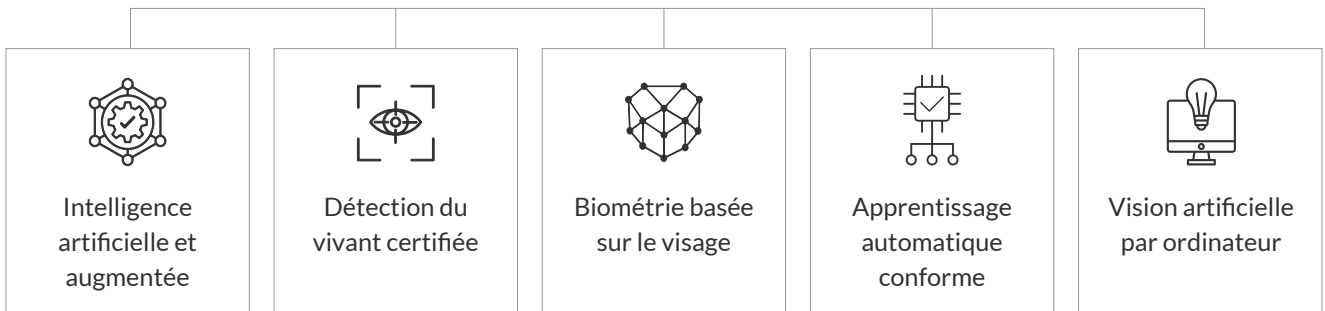 Intelligence
artificielle et
augmentée
Détection du
vivant certifiée
Biométrie basée
sur le visage
Apprentissage
automatique
conforme
Vision artificielle
par ordinateur